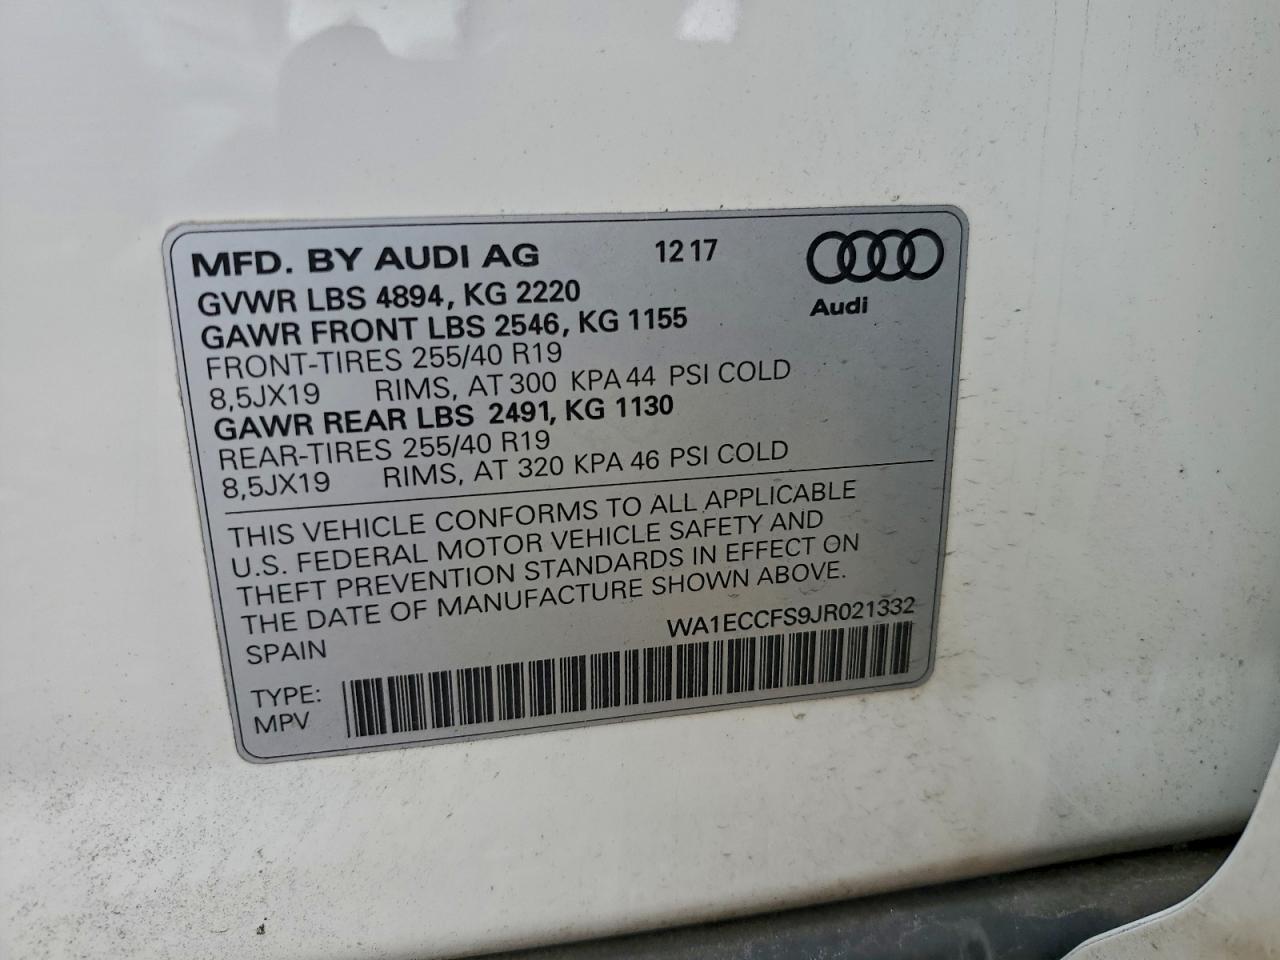 MFD. BY AUDI AG 12 17
Audi
GVWR LBS 4894, KG 2220
GAWR FRONT LBS 2546, KG 1155
FRONT-TIRES 255/40 R19
8,5JX19 RIMS, AT 300 KPA 44 PSI COLD
GAWR REAR LBS 2491, KG 1130
REAR-TIRES 255/40 R19
8,5JX19 RIMS, AT 320 KPA 46 PSI COLD
THIS VEHICLE CONFORMS TO ALL APPLICABLE
U.S. FEDERAL MOTOR VEHICLE SAFETY AND
THEFT PREVENTION STANDARDS IN EFFECT ON
THE DATE OF MANUFACTURE SHOWN ABOVE.
SPAIN WA1ECCFS9JR021332
TYPE:
MPV